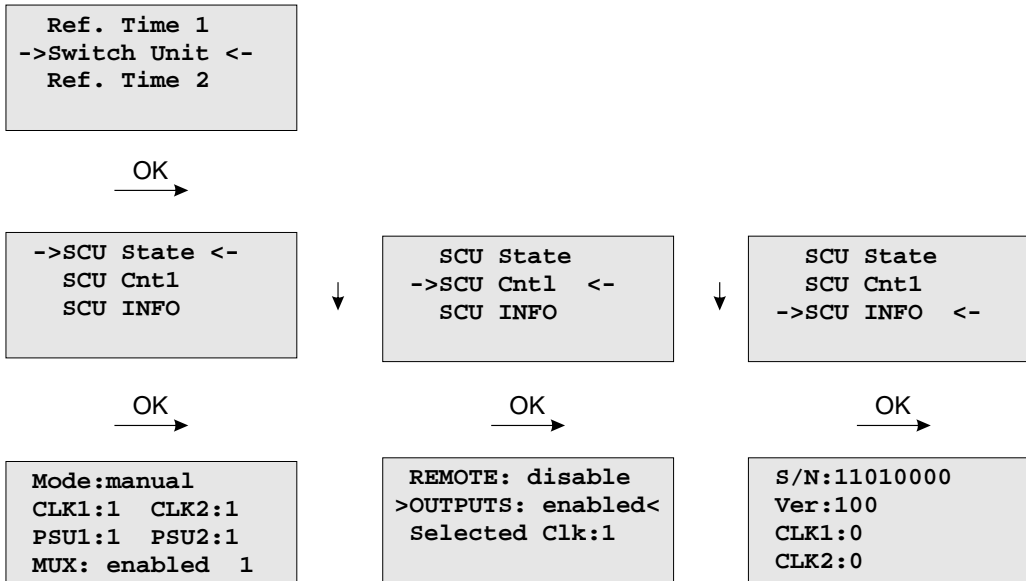 Ref. Time 1
->Switch Unit <-
Ref. Time 2
OK
->SCU State <-
SCU Cnt1
SCU INFO
SCU State
->SCU Cntl <-
SCU INFO
SCU State
SCU Cnt1
->SCU INFO <-
OK
OK
OK
Mode:manual
CLK1:1 CLK2:1
PSU1:1 PSU2:1
MUX: enabled 1
REMOTE: disable
>OUTPUTS: enabled<
Selected Clk:1
S/N:11010000
Ver:100
CLK1:0
CLK2:0